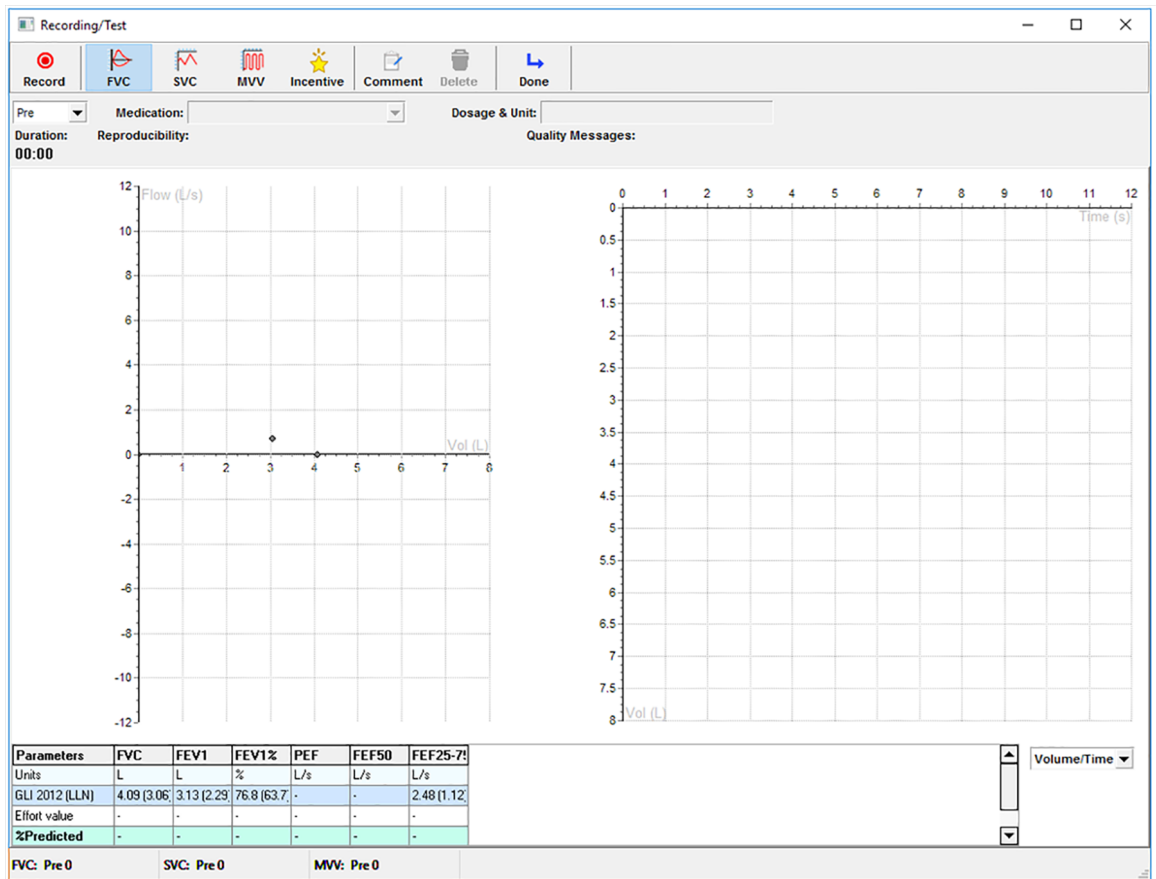 Recording/Test
Record FVC SVC MVV Incentive Comment Delete Done
Pre Medication: Dosage & Unit:
Duration: Reproducibility: Quality Messages:
00:00
Flow (L/s)
12
10
8
6
4
2
0
-2
-4
-6
-8
-10
-12
Vol (L)
1 2 3 4 5 6 7 8
0 1 2 3 4 5 6 7 8 9 10 11 12
Time (s)
0
0.5
1
1.5
2
2.5
3
3.5
4
4.5
5
5.5
6
6.5
7
7.5
8
Vol (L)
Parameters FVC FEV1 FEV1% PEF FEF50 FEF25-75
Units L L % L/s L/s L/s
GLI 2012 (LLN) 4.09 (3.06) 3.13 (2.29) 76.8 (63.7 - - 2.48 (1.12)
Effort value - - - - - -
%Predicted - - - - - -
Volume/Time
FVC: Pre 0 SVC: Pre 0 MVV: Pre 0